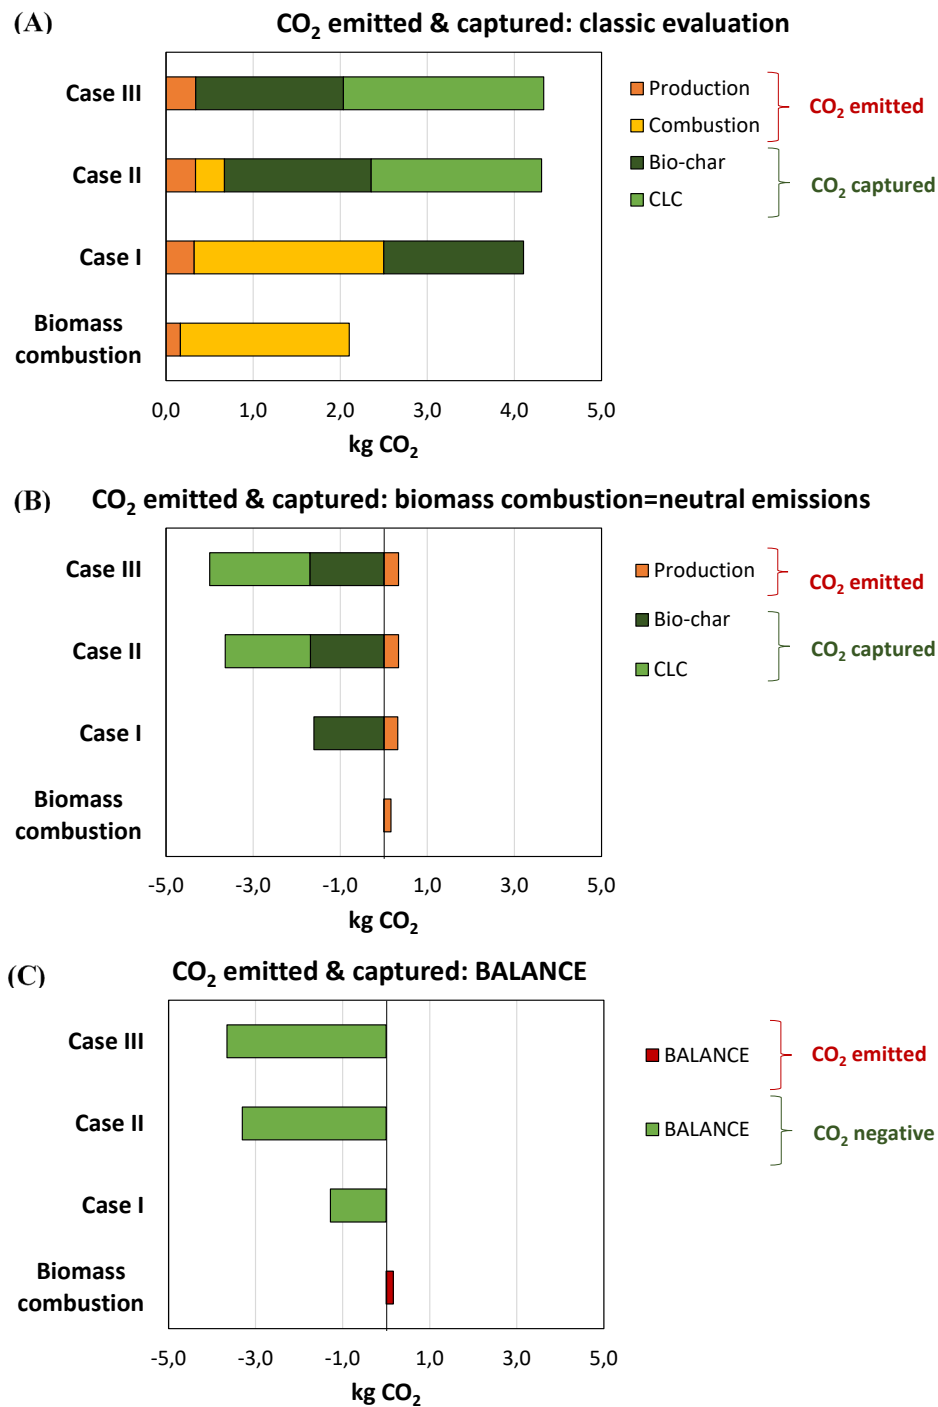 (A)
CO₂ emitted & captured: classic evaluation
Case III
Case II
Case I
Biomass
combustion
0,0 1,0 2,0 3,0 4,0 5,0
kg CO₂
Production
Combustion
Bio-char
CLC
CO₂ emitted
CO₂ captured
(B)
CO₂ emitted & captured: biomass combustion=neutral emissions
Case III
Case II
Case I
Biomass
combustion
-5,0 -3,0 -1,0 1,0 3,0 5,0
kg CO₂
Production
Bio-char
CLC
CO₂ emitted
CO₂ captured
(C)
CO₂ emitted & captured: BALANCE
Case III
Case II
Case I
Biomass
combustion
-5,0 -3,0 -1,0 1,0 3,0 5,0
kg CO₂
BALANCE
BALANCE
CO₂ emitted
CO₂ negative